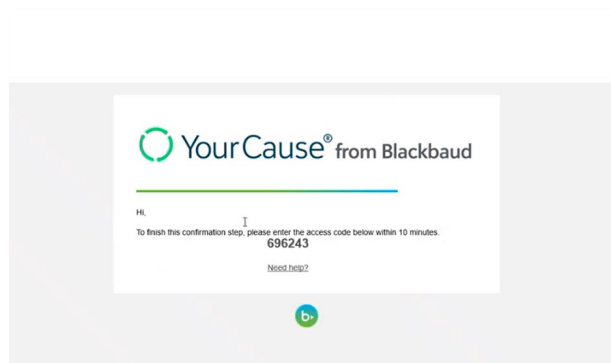 YourCause® from Blackbaud
Hi,
To finish this confirmation step, please enter the access code below within 10 minutes.
696243
Need help?
b